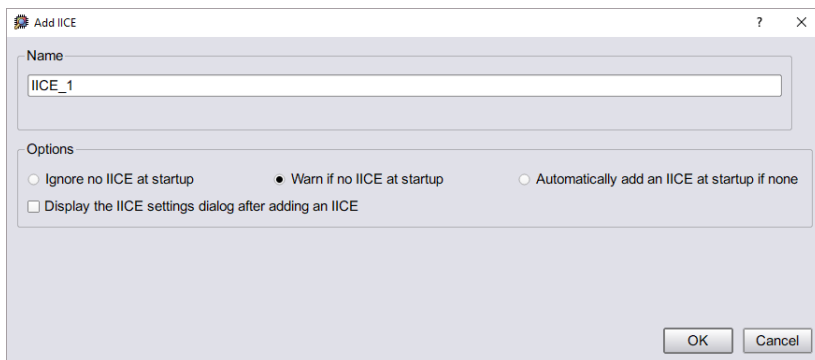 Add IICE ?
Name
IICE_1
Options
Ignore no IICE at startup Warn if no IICE at startup Automatically add an IICE at startup if none
Display the IICE settings dialog after adding an IICE
OK Cancel